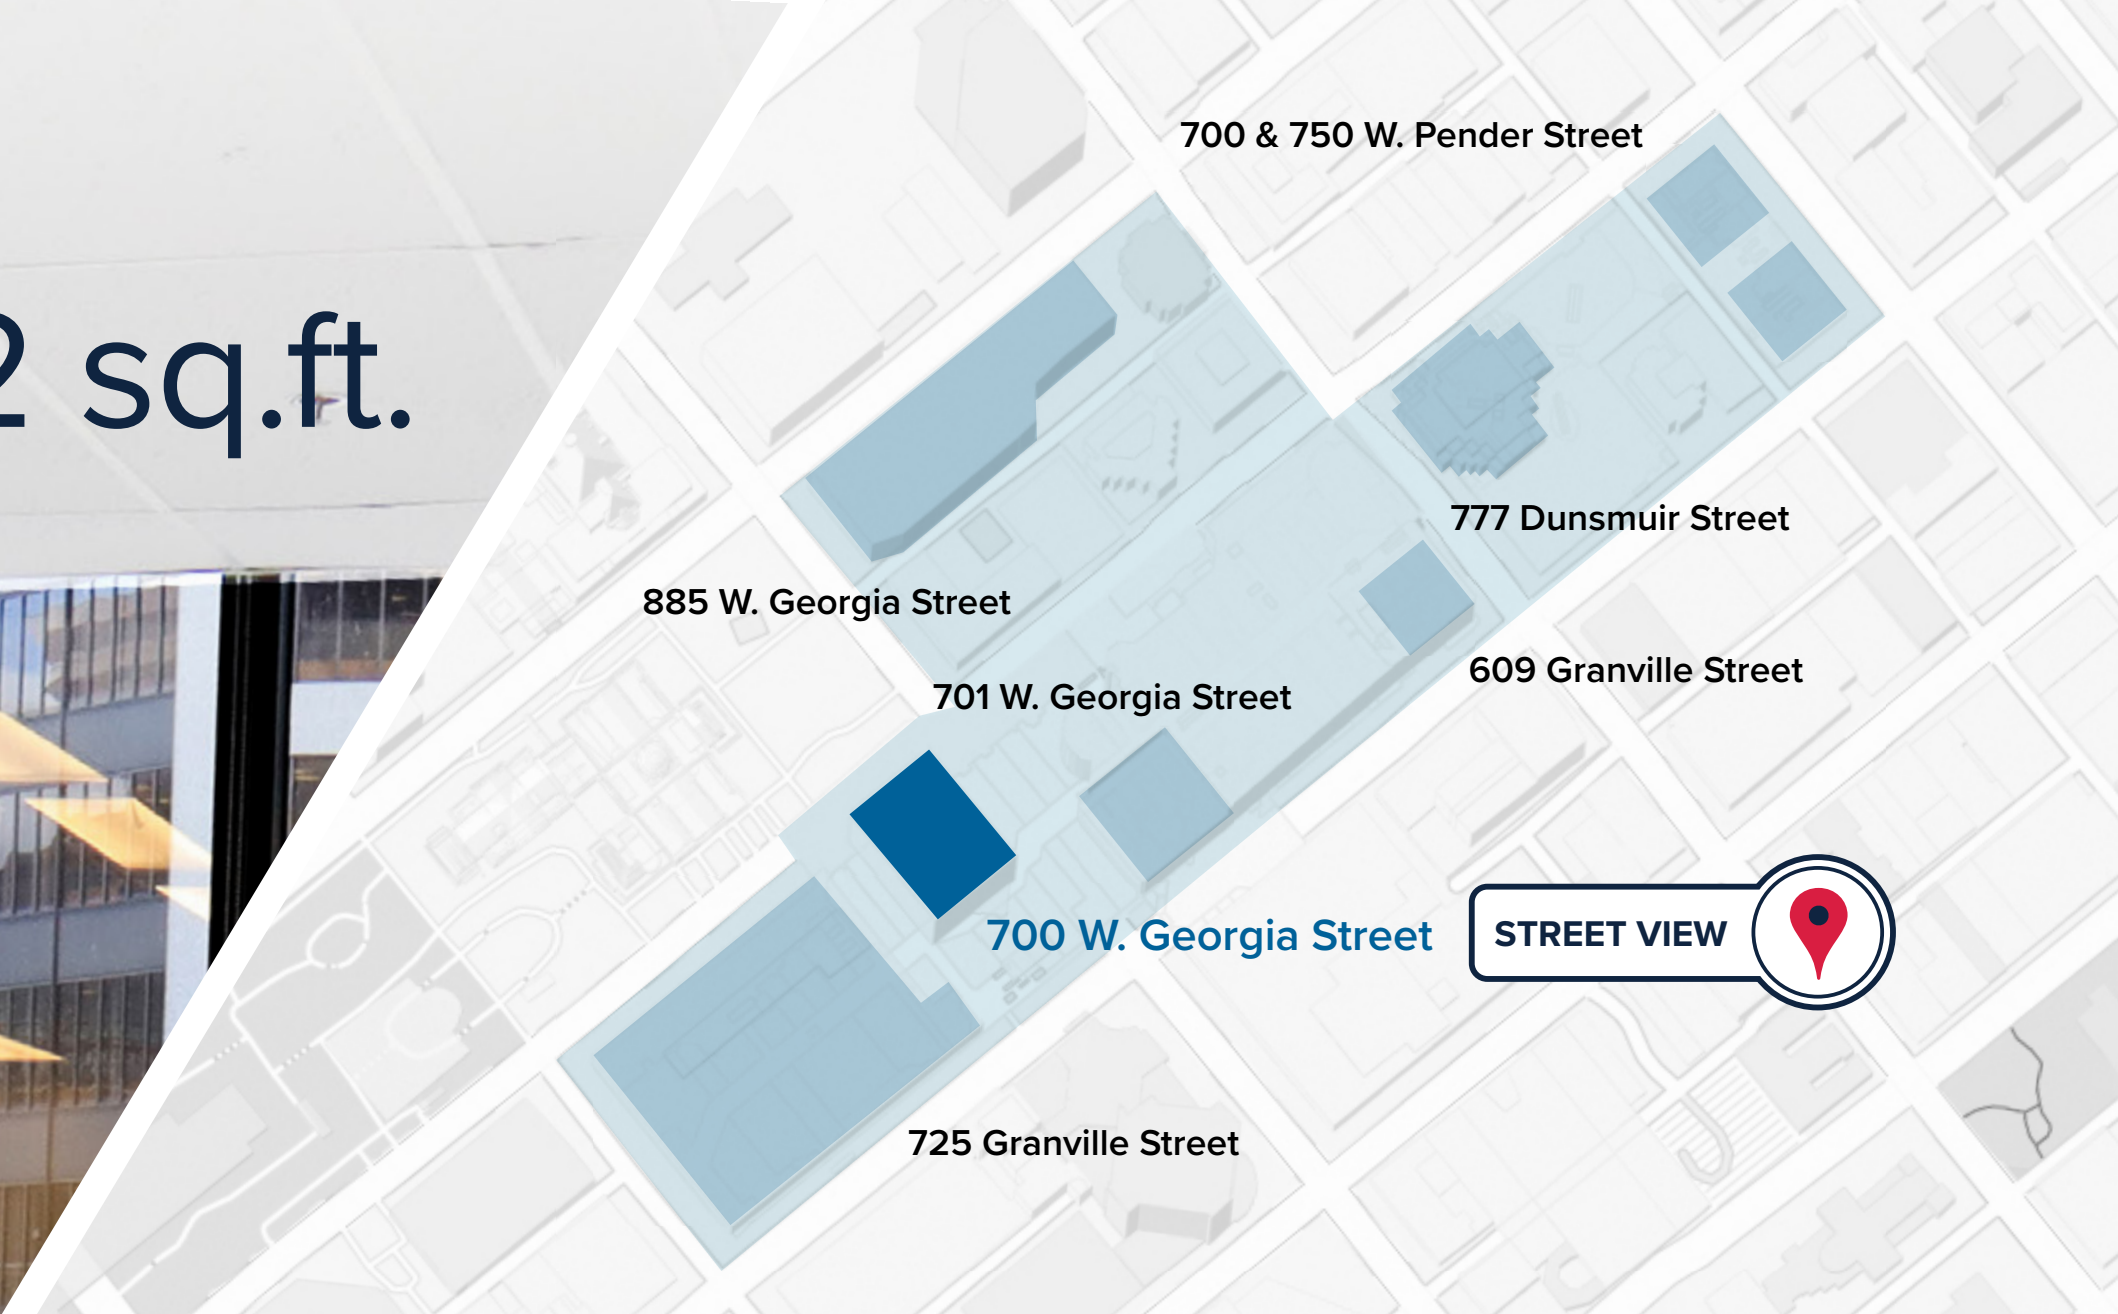 2 sq.ft.
700 & 750 W. Pender Street
777 Dunsmuir Street
885 W. Georgia Street
609 Granville Street
701 W. Georgia Street
700 W. Georgia Street
STREET VIEW
725 Granville Street